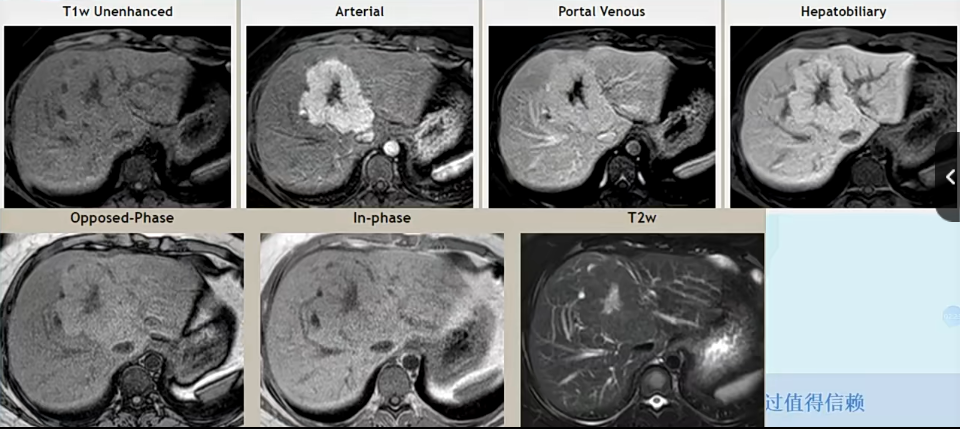 T1w Unenhanced
Arterial
Portal Venous
Hepatobiliary
Opposed-Phase
In-phase
T2w
过值得信赖